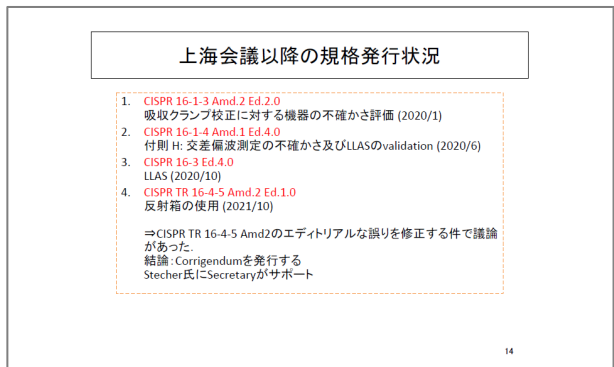 上海会議以降の規格発行状況
1. CISPR 16-1-3 Amd.2 Ed.2.0
吸収クランプ校正に対する機器の不確かさ評価 (2020/1)
2. CISPR 16-1-4 Amd.1 Ed.4.0
付則 H: 交差偏波測定の不確かさ及びLLASのvalidation (2020/6)
3. CISPR 16-3 Ed.4.0
LLAS (2020/10)
4. CISPR TR 16-4-5 Amd.2 Ed.1.0
反射箱の使用 (2021/10)
⇒CISPR TR 16-4-5 Amd2のエディトリアルな誤りを修正する件で議論
があった.
結論:Corrigendumを発行する
Stecher氏にSecretaryがサポート
14